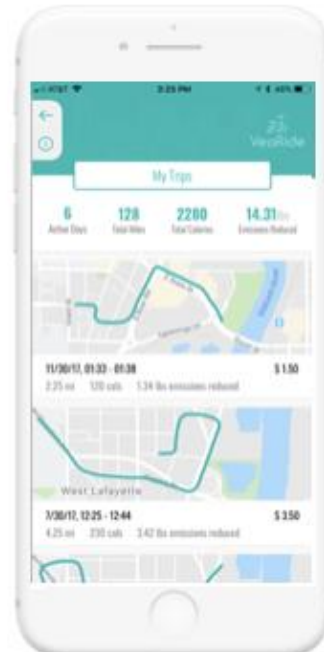 AT&T 3:25 PM 40%
VeoRide
My Trips
6 128 2280 14.31 lbs
Active Days Total Miles Total Calories Emissions Reduced
11/30/17, 01:33 - 01:38 $ 1.50
2.25 mi 120 cals 1.34 lbs emissions reduced
West Lafayette
7/30/17, 12:25 - 12:44 $ 3.50
4.25 mi 230 cals 3.42 lbs emissions reduced